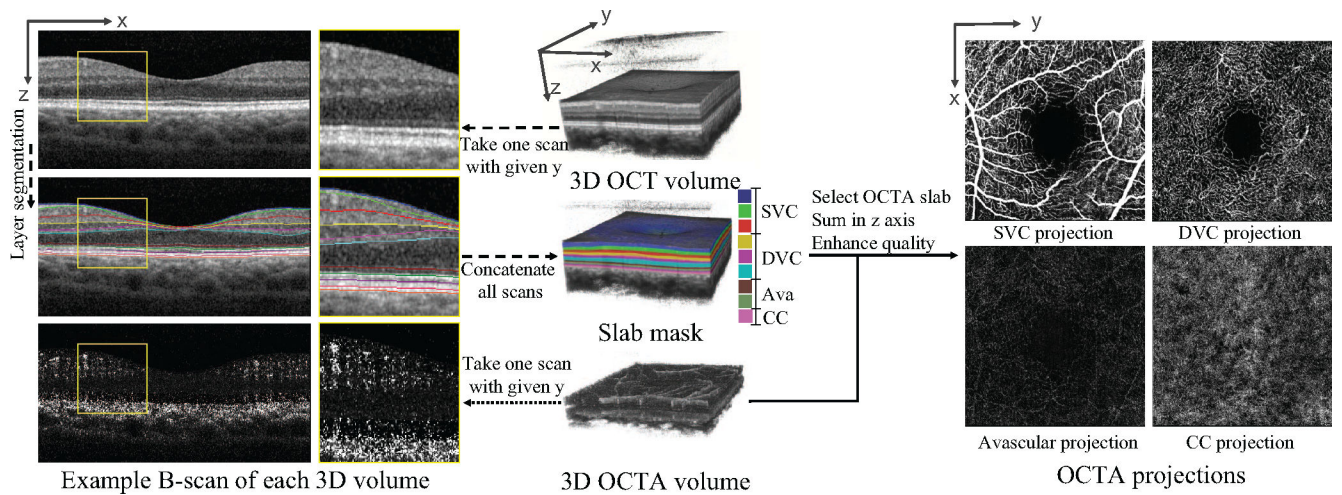 x
z
Layer segmentation
Example B-scan of each 3D volume
Take one scan
with given y
Concatenate
all scans
Take one scan
with given y
y
x
z
3D OCT volume
SVC
DVC
Ava
CC
Slab mask
3D OCTA volume
Select OCTA slab
Sum in z axis
Enhance quality
y
x
SVC projection
DVC projection
Avascular projection
CC projection
OCTA projections